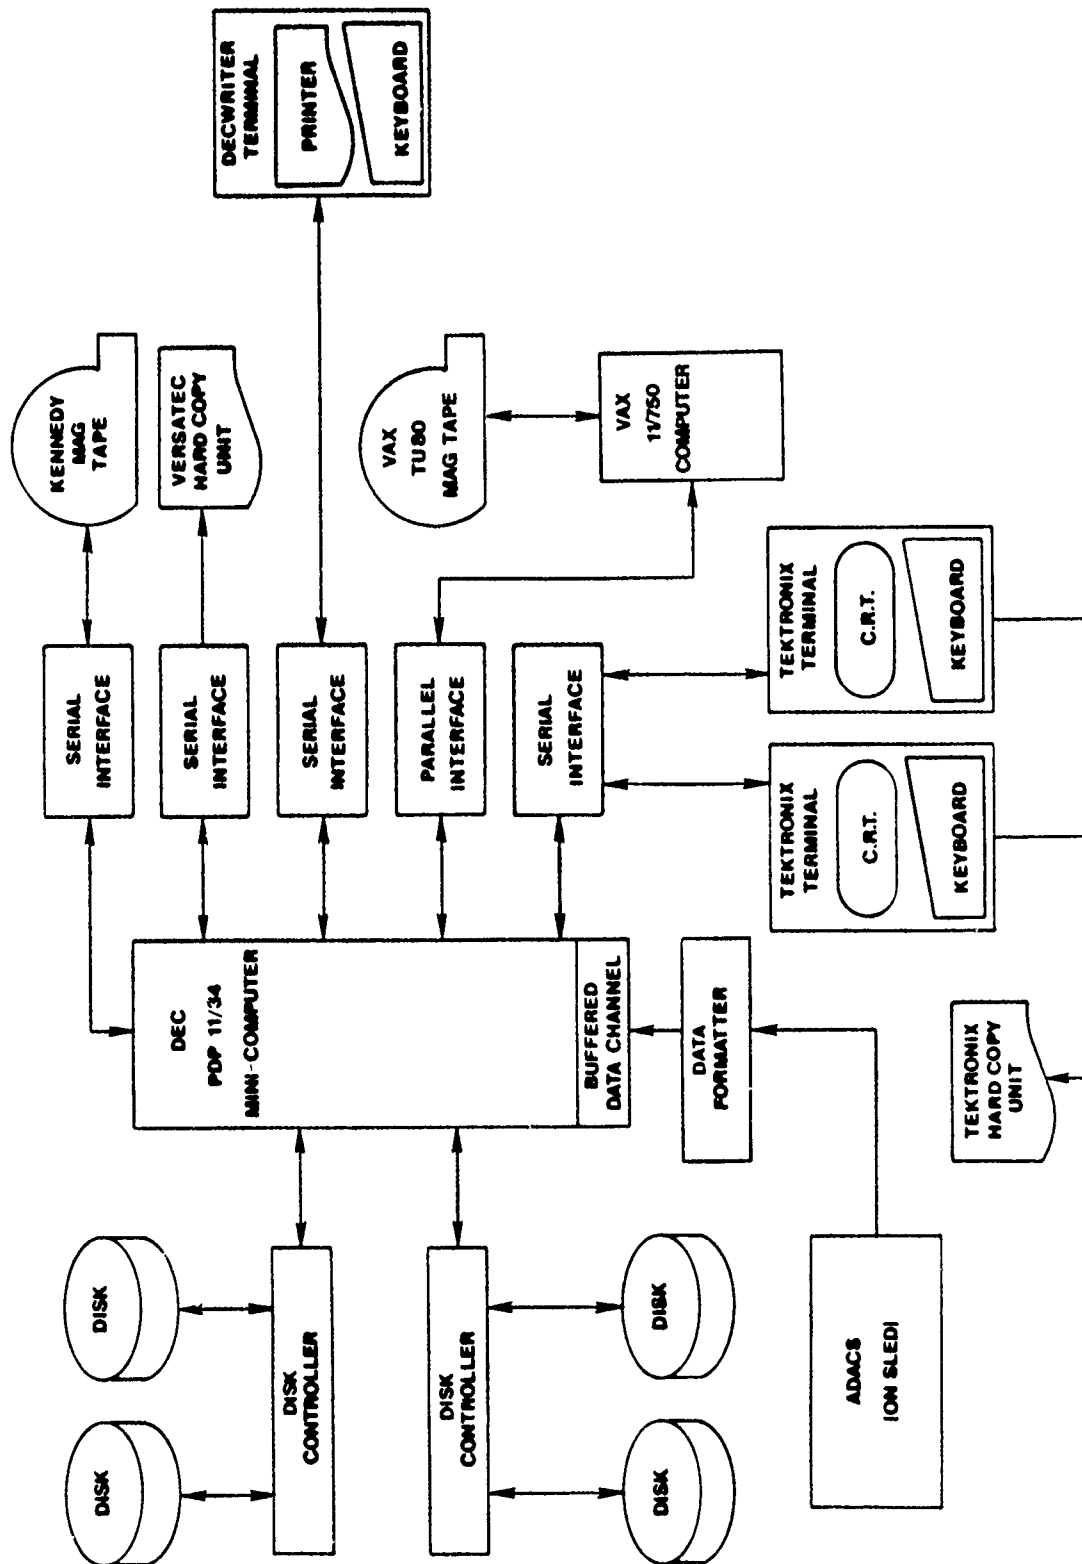 DISK
DISK
DISK
CONTROLLER
DISK
CONTROLLER
DISK
DISK
ADACS
(ON SLED)
DEC
PDP 11/34
MINI-COMPUTER
BUFFERED
DATA CHANNEL
DATA
FORMATTER
TEKTRONIX
HARD COPY
UNIT
SERIAL
INTERFACE
SERIAL
INTERFACE
SERIAL
INTERFACE
PARALLEL
INTERFACE
SERIAL
INTERFACE
TEKTRONIX
TERMINAL
C.R.T.
KEYBOARD
TEKTRONIX
TERMINAL
C.R.T.
KEYBOARD
KENNEDY
MAG
TAPE
VERSATEC
HARD COPY
UNIT
VAX
TU80
MAG TAPE
VAX
11/750
COMPUTER
DECWRITER
TERMINAL
PRINTER
KEYBOARD